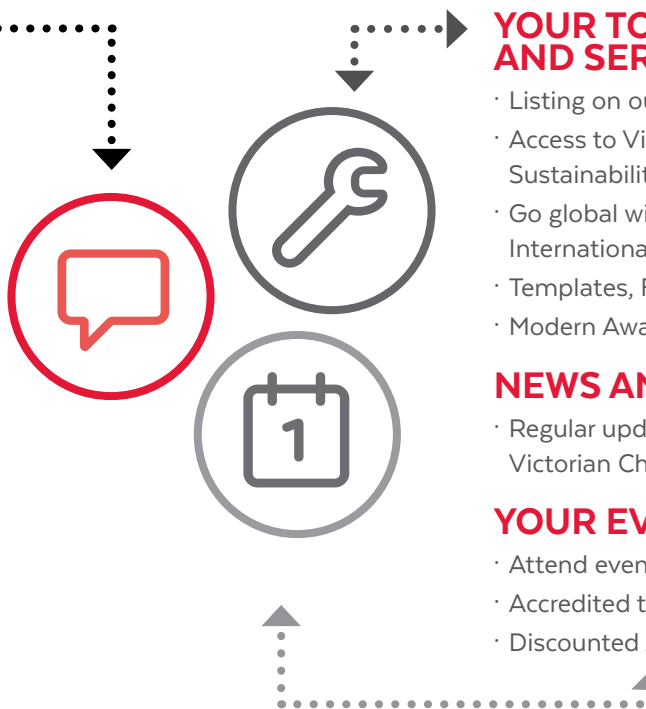 YOUR TO
AND SER
· Listing on ou
· Access to Vi
Sustainabilit
· Go global wi
Internationa
· Templates, F
· Modern Awa
NEWS AN
· Regular upd
Victorian Ch
YOUR EV
· Attend even
· Accredited t
· Discounted
1